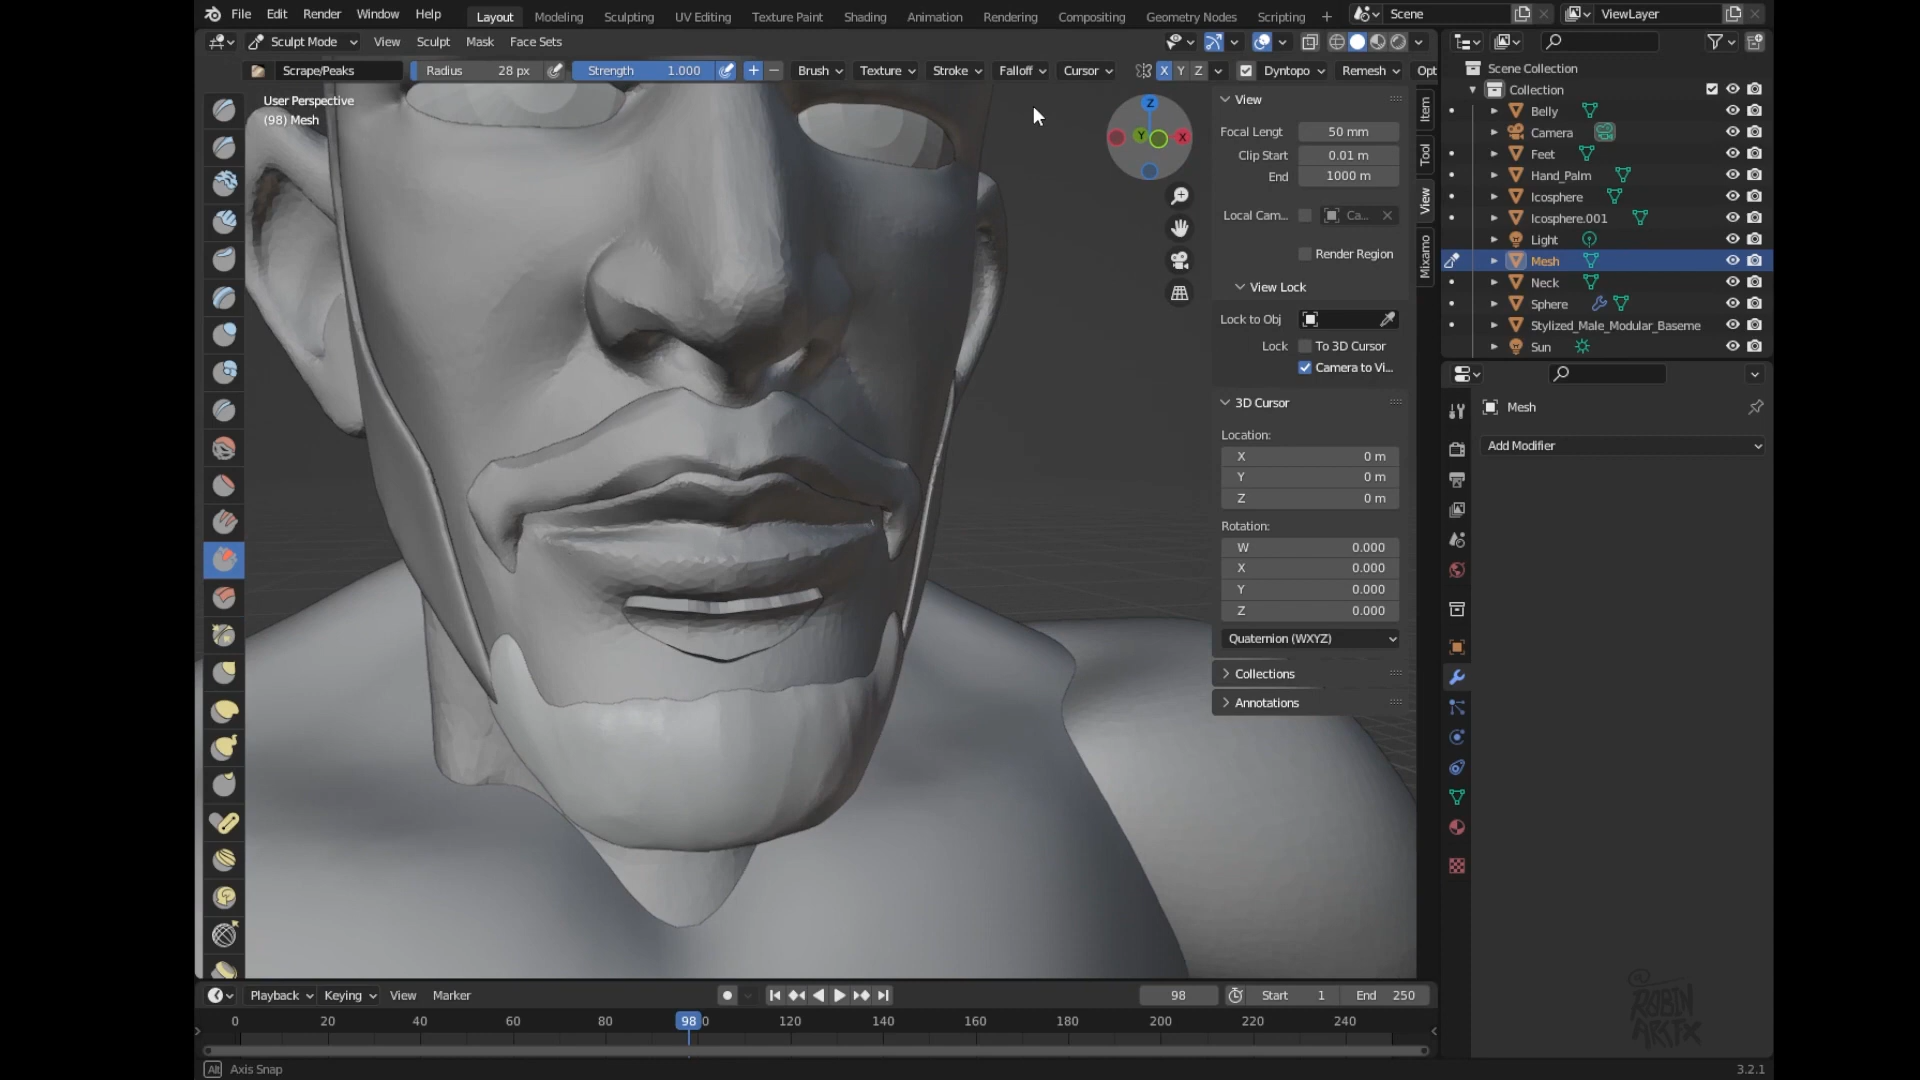 File Edit Render Window Help Layout Modeling Sculpting UV Editing Texture Paint Shading Animation Rendering Compositing Geometry Nodes Scripting + Scene ViewLayer
Sculpt Mode View Sculpt Mask Face Sets
Scrape/Peaks Radius 28 px Strength 1.000 Brush Texture Stroke Falloff Cursor X Y Z Dyntopo Remesh Opt
User Perspective
(98) Mesh
Z
Y
X
View
Focal Lengt 50 mm
Clip Start 0.01 m
End 1000 m
Local Cam... Ca...
Render Region
View Lock
Lock to Obj
Lock To 3D Cursor
Camera to Vi...
3D Cursor
Location:
X 0 m
Y 0 m
Z 0 m
Rotation:
W 0.000
X 0.000
Y 0.000
Z 0.000
Quaternion (WXYZ)
Collections
Annotations
Item
Tool
View
Mixamo
Scene Collection
Collection
Belly
Camera
Feet
Hand_Palm
Icosphere
Icosphere.001
Light
Mesh
Neck
Sphere
Stylized_Male_Modular_Baseme
Sun
Mesh
Add Modifier
Playback Keying View Marker 98 Start 1 End 250
0 20 40 60 80 98 0 120 140 160 180 200 220 240
Alt Axis Snap 3.2.1
ROBIN
ARTFX